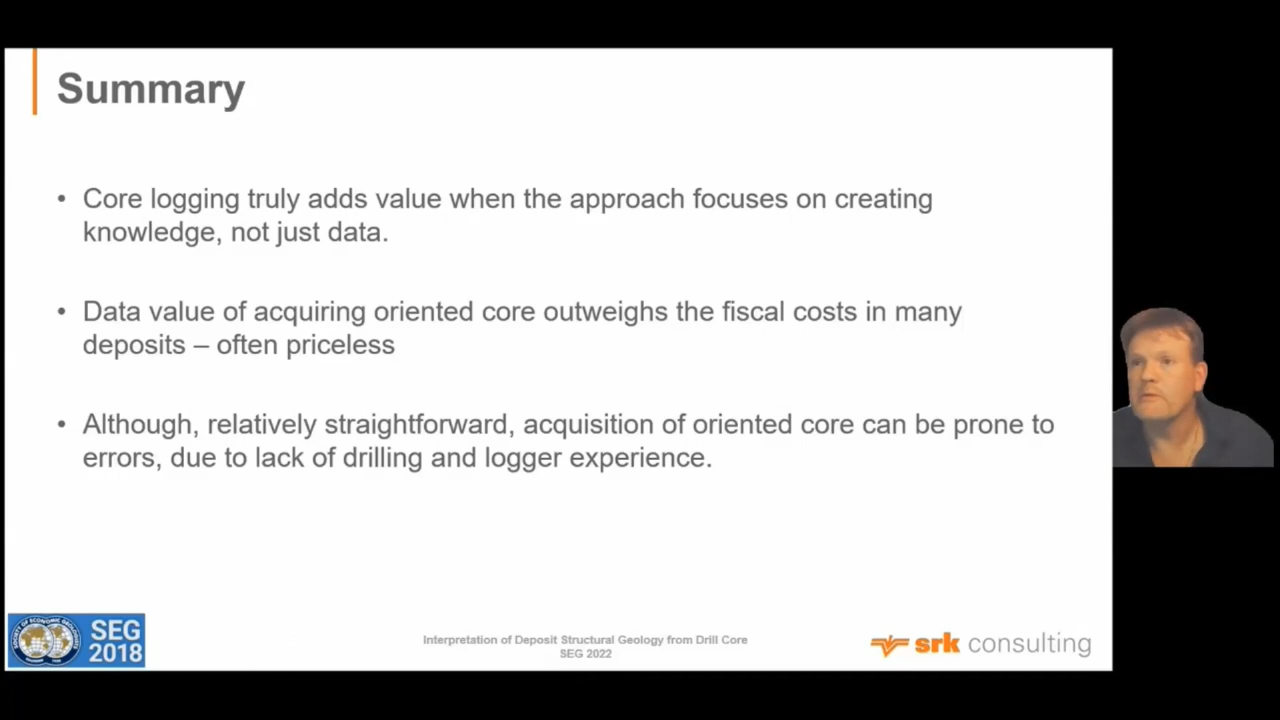 Summary
• Core logging truly adds value when the approach focuses on creating
knowledge, not just data.
• Data value of acquiring oriented core outweighs the fiscal costs in many
deposits – often priceless
• Although, relatively straightforward, acquisition of oriented core can be prone to
errors, due to lack of drilling and logger experience.
SEG
2018
Interpretation of Deposit Structural Geology from Drill Core
SEG 2022
srk consulting